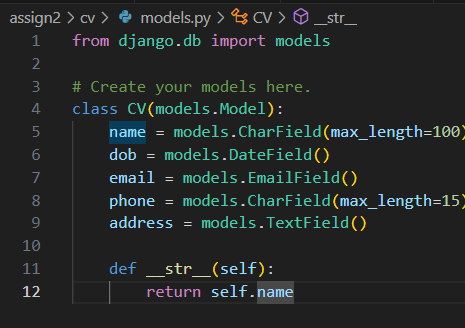 assign2 > cv > models.py > CV > __str__
1 from django.db import models
2
3 # Create your models here.
4 class CV(models.Model):
5     name = models.CharField(max_length=100)
6     dob = models.DateField()
7     email = models.EmailField()
8     phone = models.CharField(max_length=15)
9     address = models.TextField()
10
11     def __str__(self):
12         return self.name